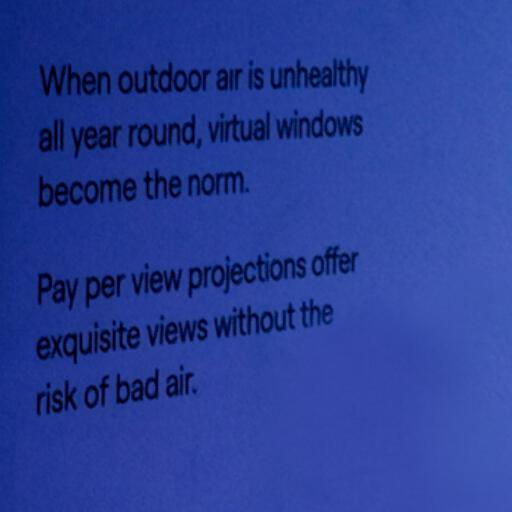 When outdoor air is unhealthy
all year round, virtual windows
become the norm.
Pay per view projections offer
exquisite views without the
risk of bad air.